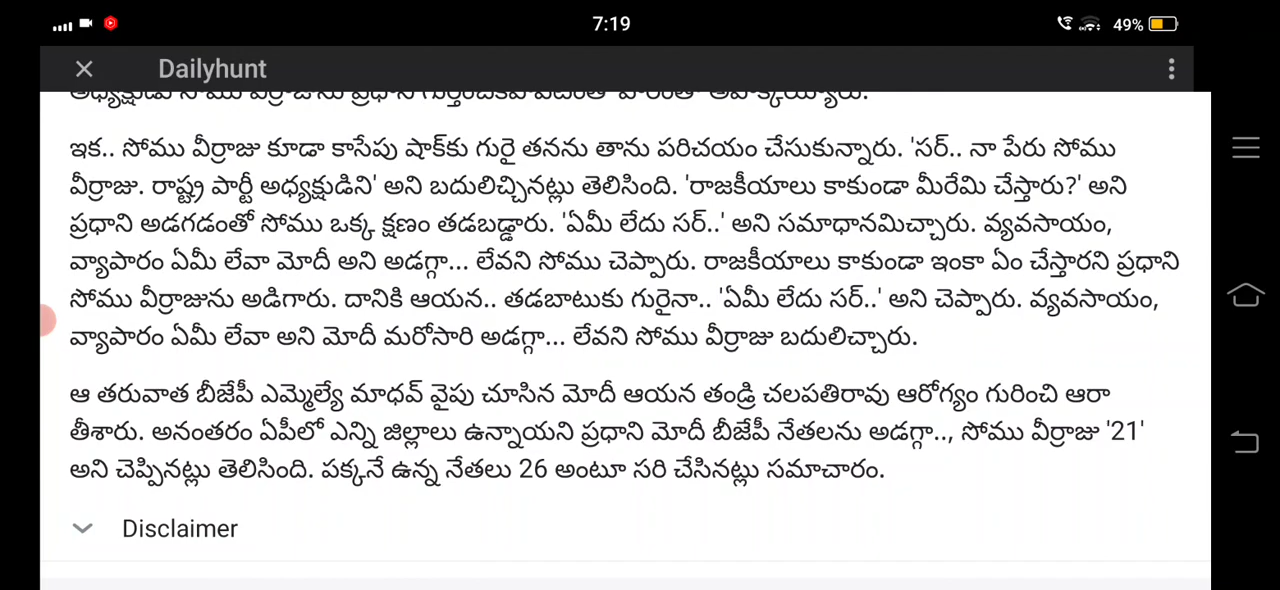 7:19
49%
Dailyhunt
ఇక.. సోము వీర్రాజు కూడా కాసేపు షాక్‌కు గురై తనను తాను పరిచయం చేసుకున్నారు. 'సర్.. నా పేరు సోము
వీర్రాజు. రాష్ట్ర పార్టీ అధ్యక్షుడిని' అని బదులిచ్చినట్లు తెలిసింది. 'రాజకీయాలు కాకుండా మీరేమి చేస్తారు?' అని
ప్రధాని అడగడంతో సోము ఒక్క క్షణం తడబడ్డారు. 'ఏమీ లేదు సర్..' అని సమాధానమిచ్చారు. వ్యవసాయం,
వ్యాపారం ఏమీ లేవా మోదీ అని అడగ్గా... లేవని సోము చెప్పారు. రాజకీయాలు కాకుండా ఇంకా ఏం చేస్తారని ప్రధాని
సోము వీర్రాజును అడిగారు. దానికి ఆయన.. తడబాటుకు గురైనా.. 'ఏమీ లేదు సర్..' అని చెప్పారు. వ్యవసాయం,
వ్యాపారం ఏమీ లేవా అని మోదీ మరోసారి అడగ్గా... లేవని సోము వీర్రాజు బదులిచ్చారు.
ఆ తరువాత బీజేపీ ఎమ్మెల్యే మాధవ్ వైపు చూసిన మోదీ ఆయన తండ్రి చలపతిరావు ఆరోగ్యం గురించి ఆరా
తీశారు. అనంతరం ఏపీలో ఎన్ని జిల్లాలు ఉన్నాయని ప్రధాని మోదీ బీజేపీ నేతలను అడగ్గా.., సోము వీర్రాజు '21'
అని చెప్పినట్లు తెలిసింది. పక్కనే ఉన్న నేతలు 26 అంటూ సరి చేసినట్లు సమాచారం.
Disclaimer